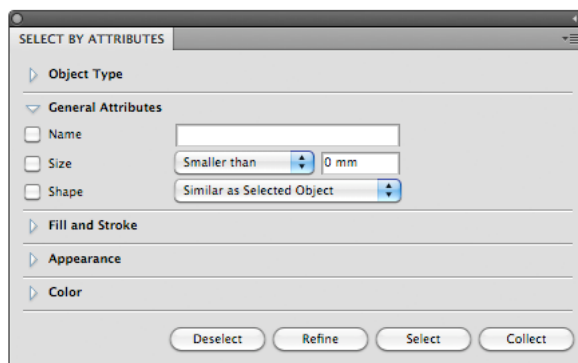 SELECT BY ATTRIBUTES
Object Type
General Attributes
Name
Size Smaller than 0 mm
Shape Similar as Selected Object
Fill and Stroke
Appearance
Color
Deselect Refine Select Collect